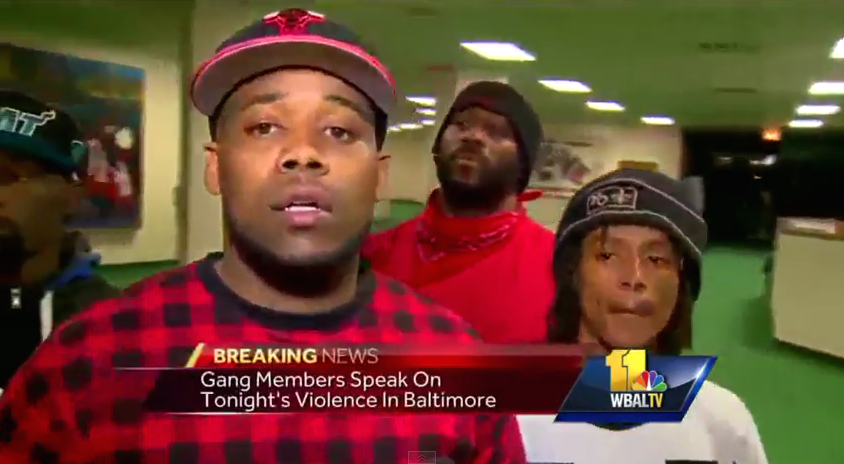 BREAKING NEWS
Gang Members Speak On
Tonight's Violence In Baltimore
11
WBALTV